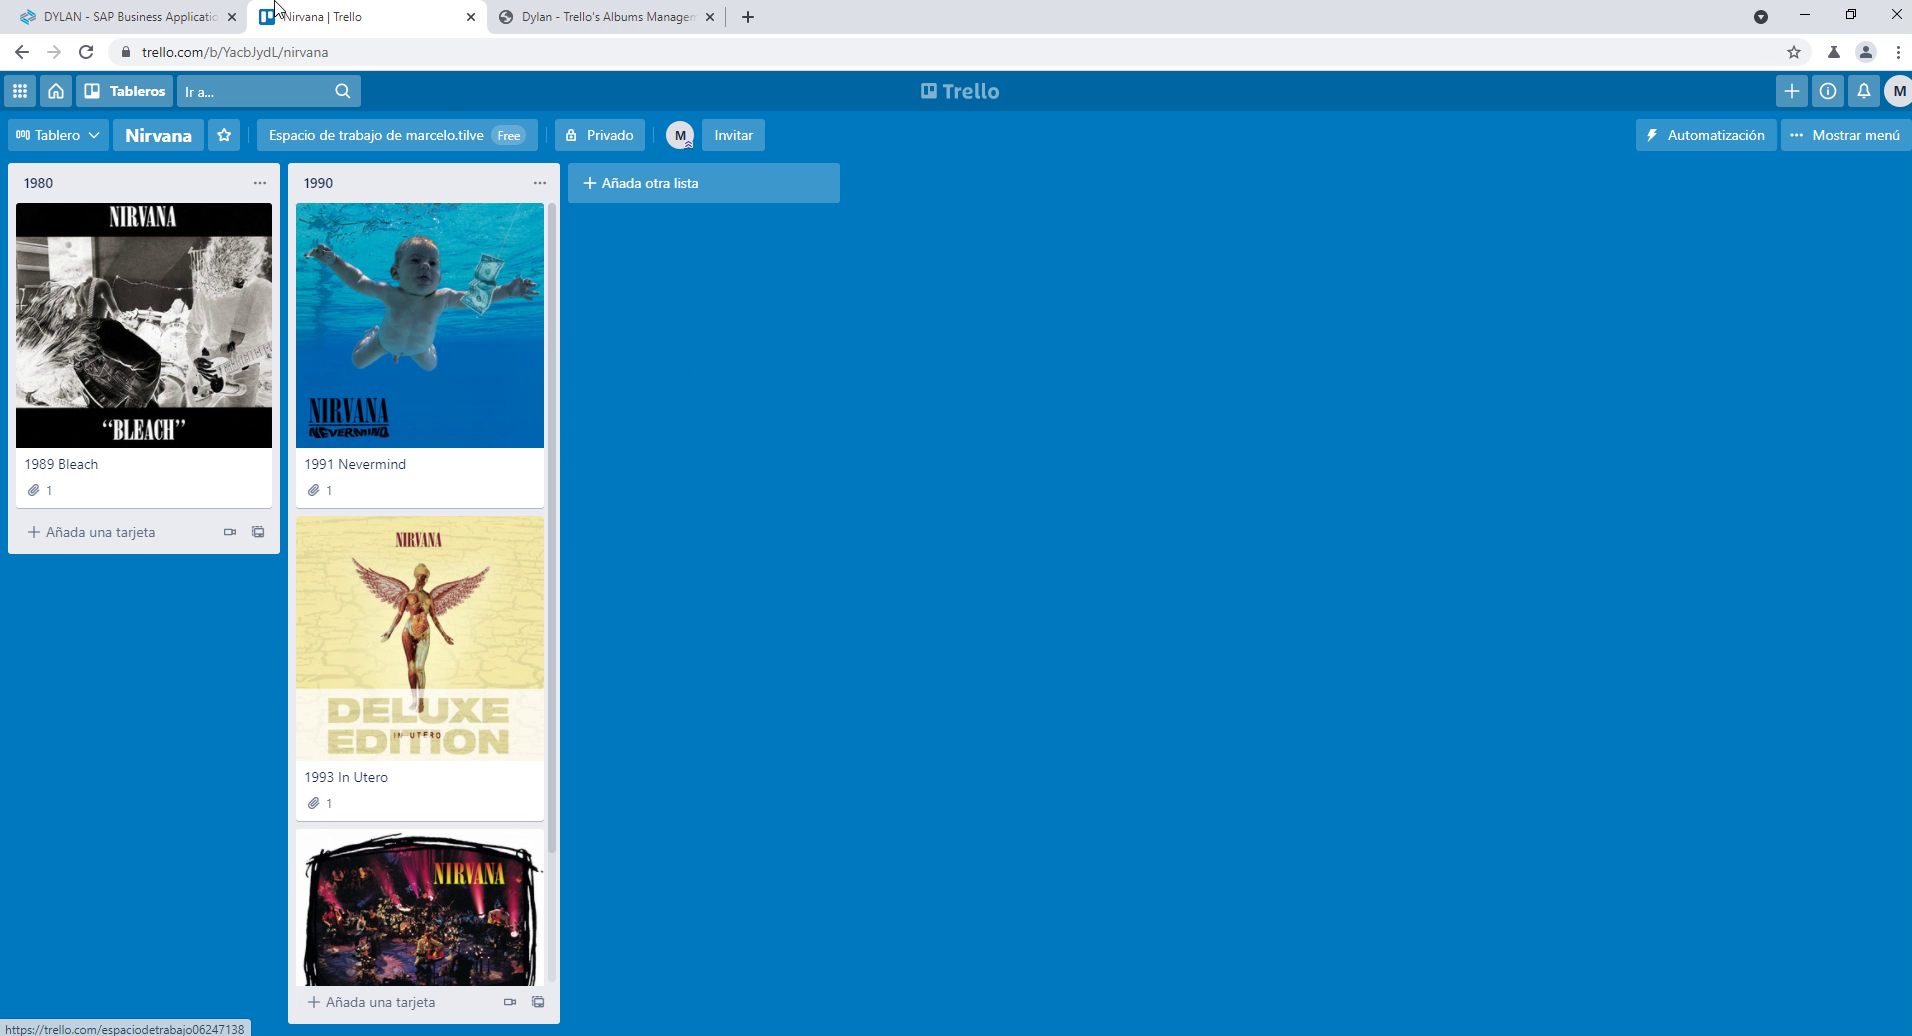 DYLAN - SAP Business Applicatio
Nirvana | Trello
Dylan - Trello's Albums Managem
trello.com/b/YacbJydL/nirvana
Tableros
Ir a...
Trello
M
Tablero
Nirvana
Espacio de trabajo de marcelo.tilve Free
Privado
M
Invitar
Automatización
Mostrar menú
1980
NIRVANA
"BLEACH"
1989 Bleach
1
Añada una tarjeta
1990
NIRVANA
NEVERMIND
1991 Nevermind
1
NIRVANA
DELUXE
IN UTERO
EDITION
1993 In Utero
1
NIRVANA
Añada una tarjeta
Añada otra lista
https://trello.com/espaciodetrabajo06247138